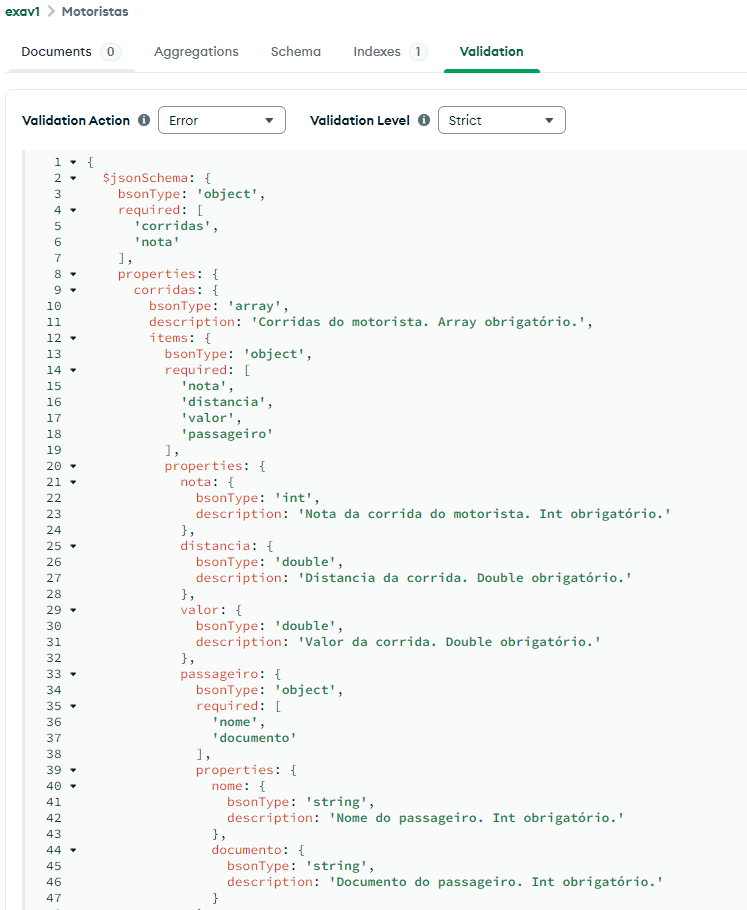 exav1 > Motoristas
Documents 0 Aggregations Schema Indexes 1 Validation
Validation Action Error Validation Level Strict
1 {
2 $jsonSchema: {
3 bsonType: 'object',
4 required: [
5 'corridas',
6 'nota'
7 ],
8 properties: {
9 corridas: {
10 bsonType: 'array',
11 description: 'Corridas do motorista. Array obrigatório.',
12 items: {
13 bsonType: 'object',
14 required: [
15 'nota',
16 'distancia',
17 'valor',
18 'passageiro'
19 ],
20 properties: {
21 nota: {
22 bsonType: 'int',
23 description: 'Nota da corrida do motorista. Int obrigatório.'
24 },
25 distancia: {
26 bsonType: 'double',
27 description: 'Distancia da corrida. Double obrigatório.'
28 },
29 valor: {
30 bsonType: 'double',
31 description: 'Valor da corrida. Double obrigatório.'
32 },
33 passageiro: {
34 bsonType: 'object',
35 required: [
36 'nome',
37 'documento'
38 ],
39 properties: {
40 nome: {
41 bsonType: 'string',
42 description: 'Nome do passageiro. Int obrigatório.'
43 },
44 documento: {
45 bsonType: 'string',
46 description: 'Documento do passageiro. Int obrigatório.'
47 }